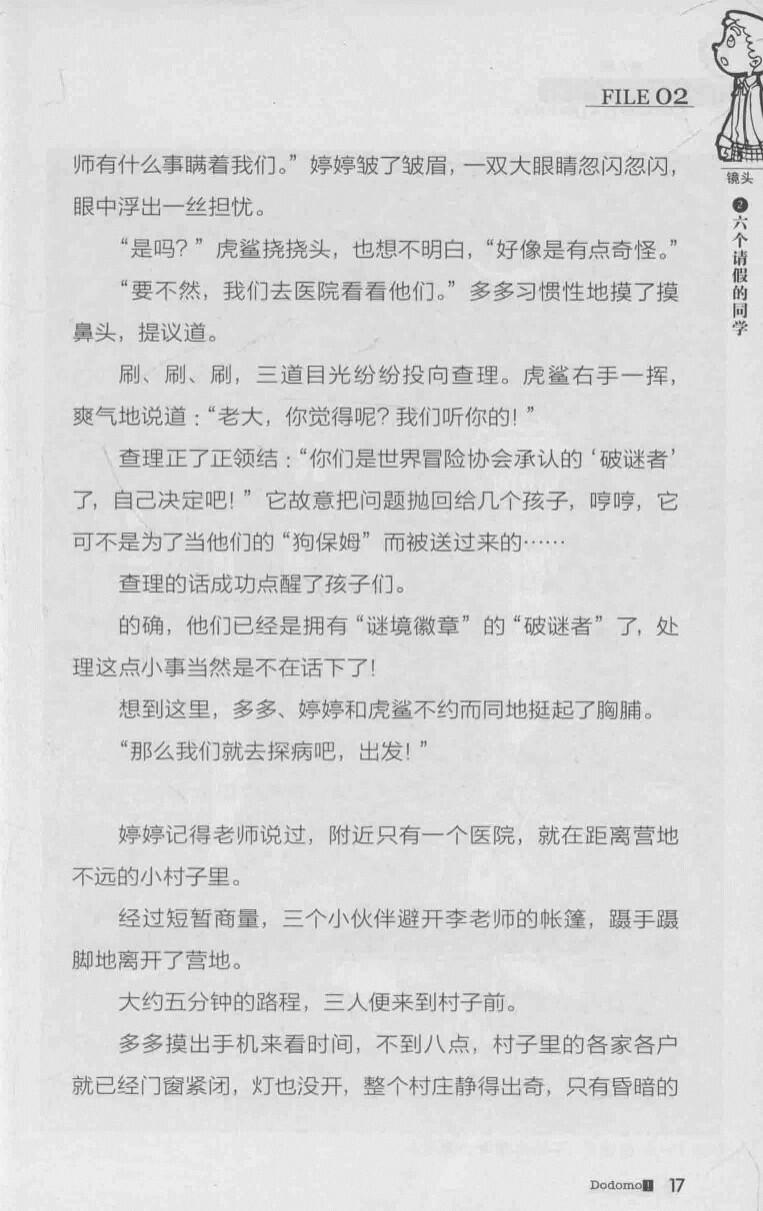 FILE 02
镜头
❷六个请假的同学
师有什么事瞒着我们。”婷婷皱了皱眉，一双大眼睛忽闪忽闪，
眼中浮出一丝担忧。
“是吗？”虎鲨挠挠头，也想不明白，“好像是有点奇怪。”
“要不然，我们去医院看看他们。”多多习惯性地摸了摸
鼻头，提议道。
刷、刷、刷，三道目光纷纷投向查理。虎鲨右手一挥，
爽气地说道：“老大，你觉得呢？我们听你的！”
查理正了正领结：“你们是世界冒险协会承认的‘破谜者’
了，自己决定吧！”它故意把问题抛回给几个孩子，哼哼，它
可不是为了当他们的“狗保姆”而被送过来的……
查理的话成功点醒了孩子们。
的确，他们已经是拥有“谜境徽章”的“破谜者”了，处
理这点小事当然是不在话下了！
想到这里，多多、婷婷和虎鲨不约而同地挺起了胸脯。
“那么我们就去探病吧，出发！”
婷婷记得老师说过，附近只有一个医院，就在距离营地
不远的小村子里。
经过短暂商量，三个小伙伴避开李老师的帐篷，蹑手蹑
脚地离开了营地。
大约五分钟的路程，三人便来到村子前。
多多摸出手机来看时间，不到八点，村子里的各家各户
就已经门窗紧闭，灯也没开，整个村庄静得出奇，只有昏暗的
Dodomo! 17